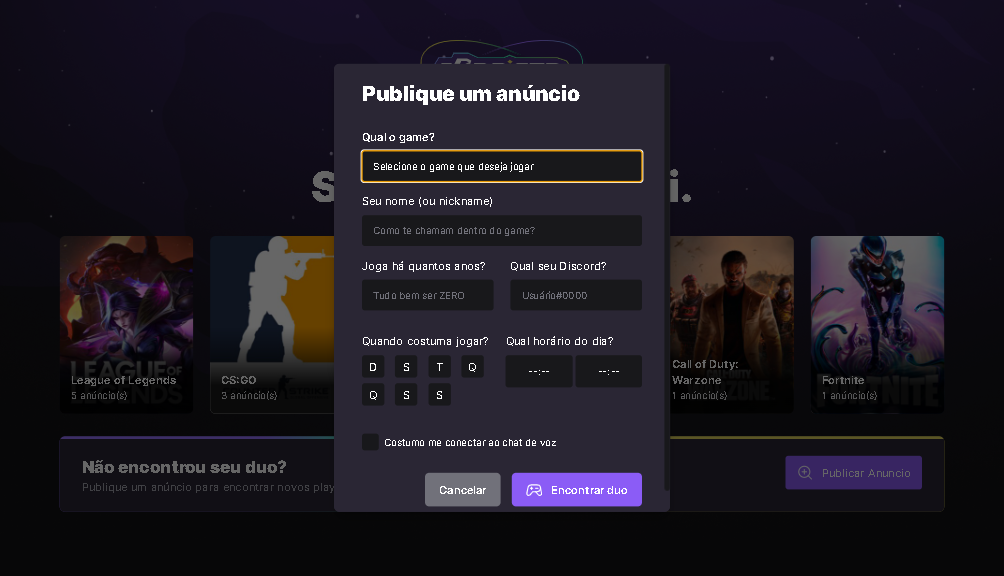 Publique um anúncio
Qual o game?
Selecione o game que deseja jogar
Seu nome (ou nickname)
Como te chamam dentro do game?
Joga há quantos anos?
Qual seu Discord?
Tudo bem ser ZERO
Usuário#0000
Quando costuma jogar?
Qual horário do dia?
D S T Q
--:-- --:--
Q S S
Costumo me conectar ao chat de voz
Cancelar
Encontrar duo
S
i.
League of Legends
5 anúncio(s)
CS:GO
3 anúncio(s)
Call of Duty:
Warzone
1 anúncio(s)
Fortnite
1 anúncio(s)
Não encontrou seu duo?
Publique um anúncio para encontrar novos play
Publicar Anuncio